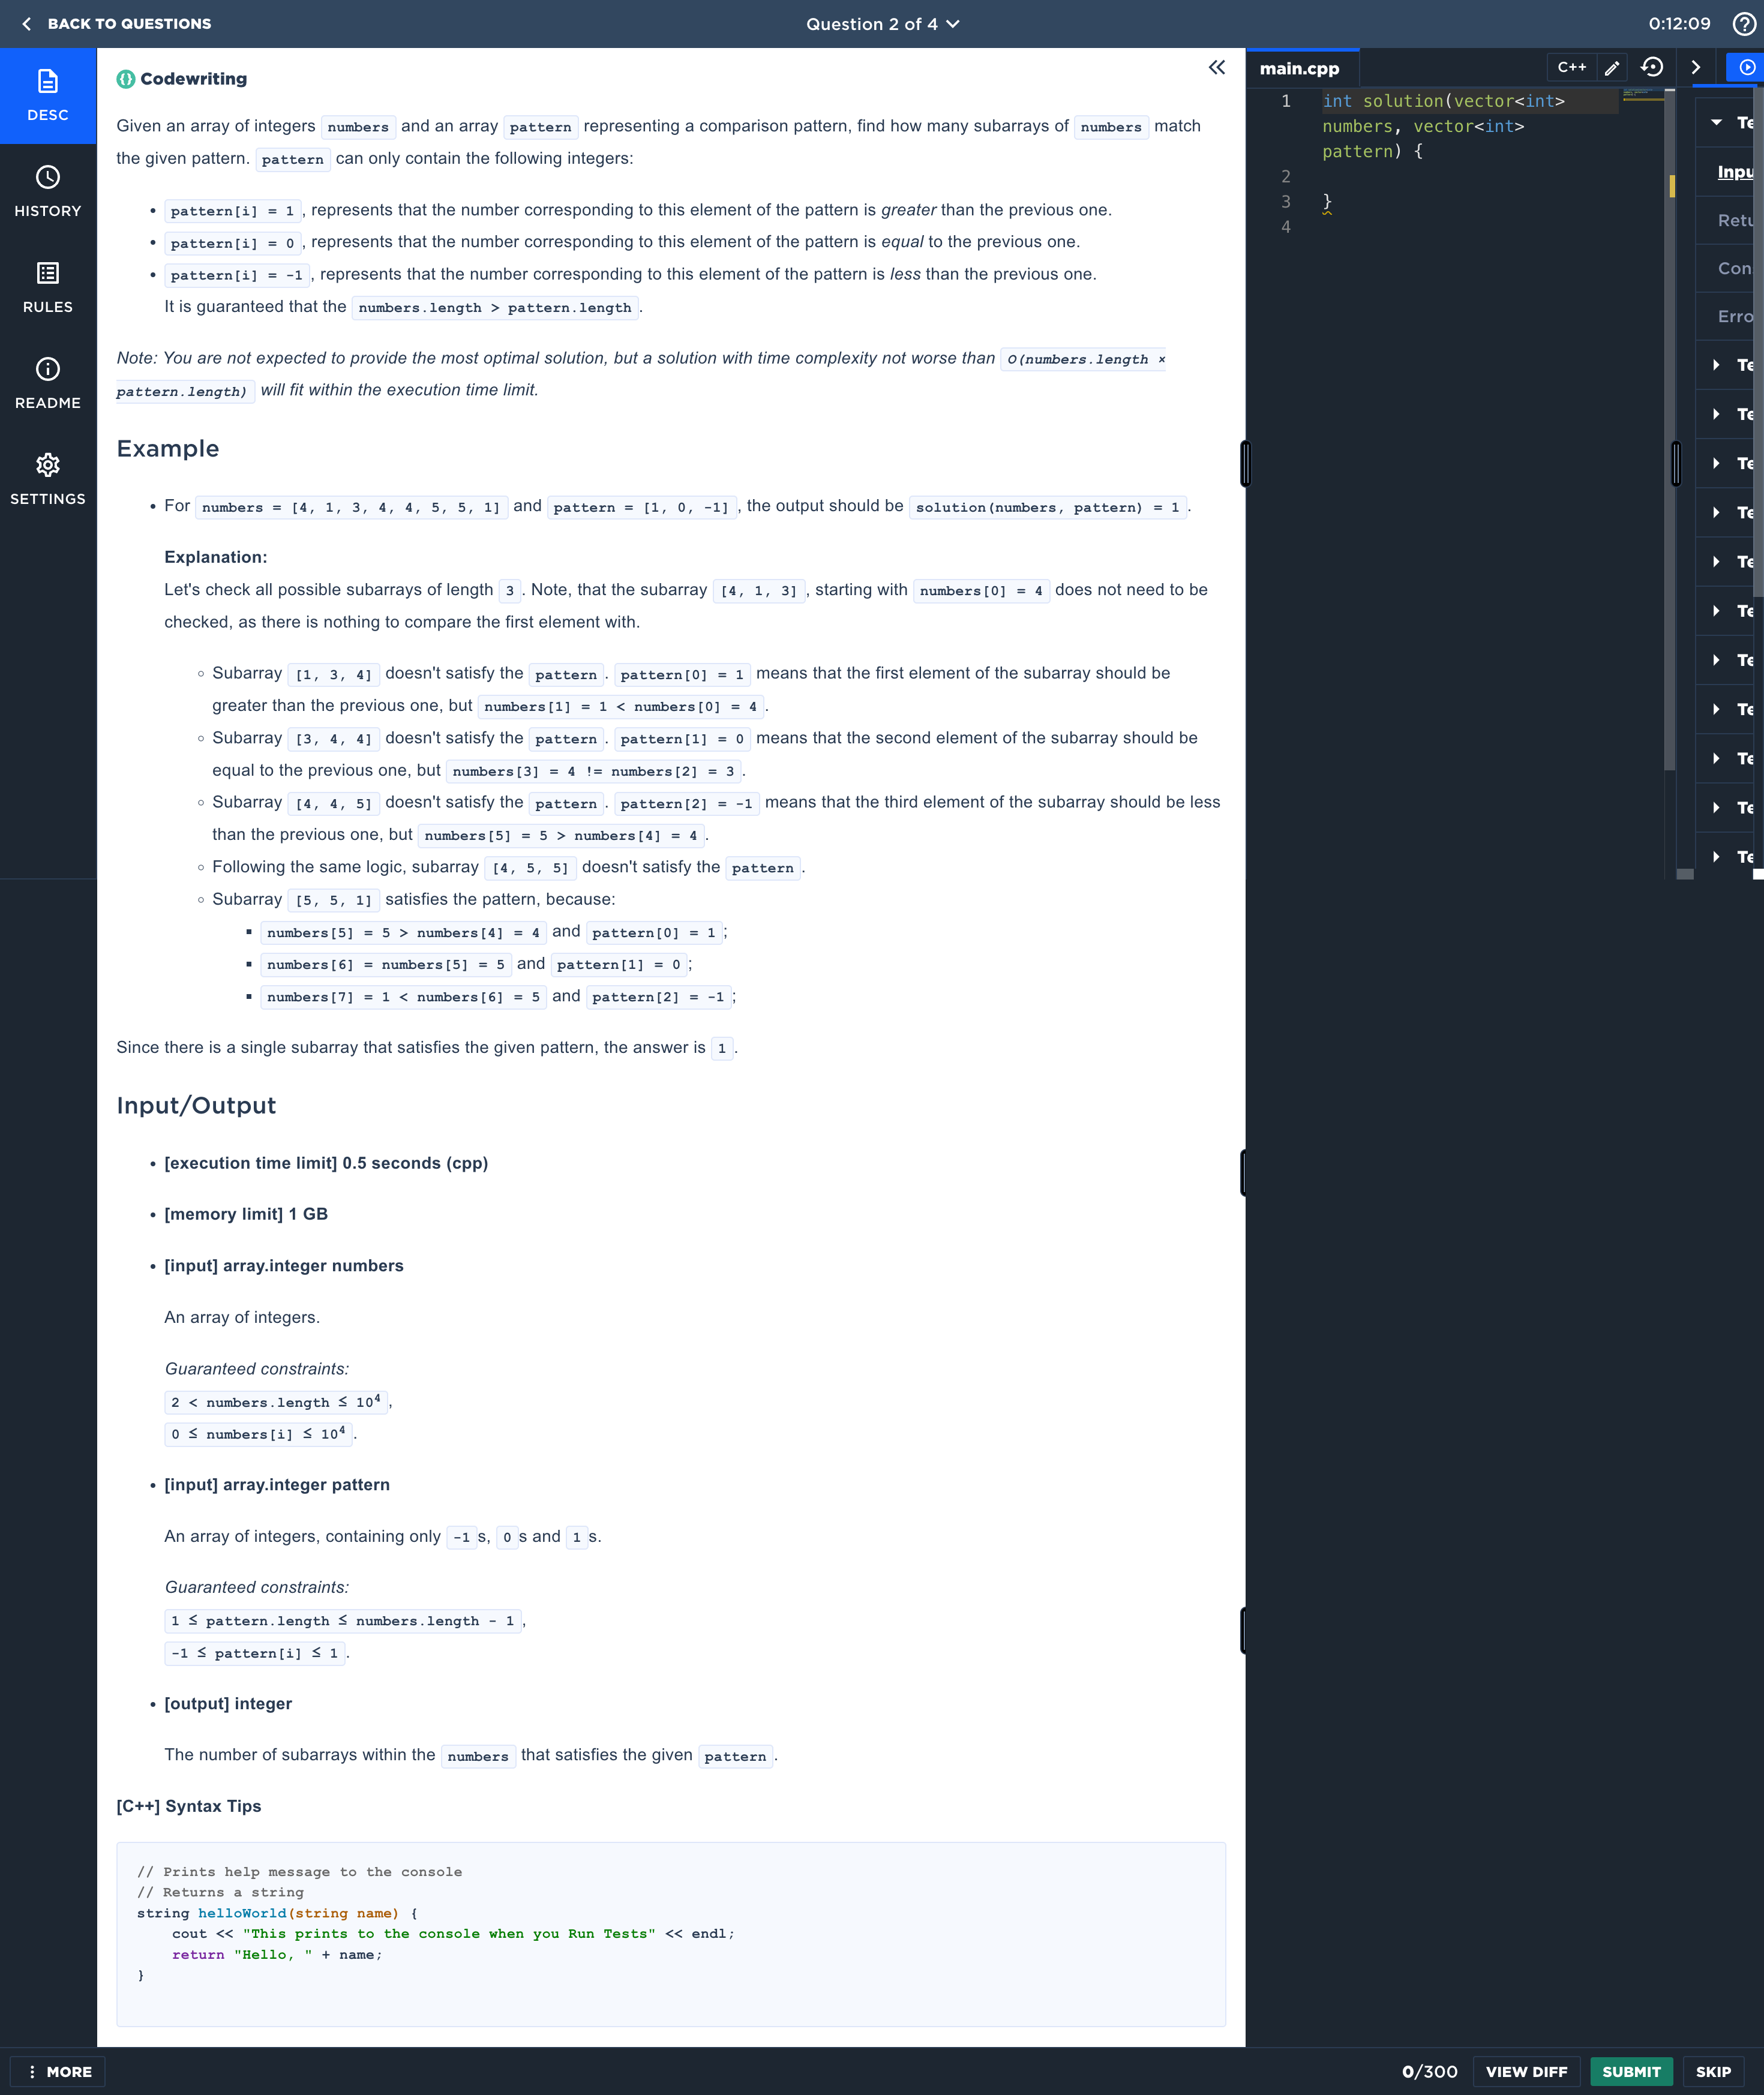 BACK TO QUESTIONS
Question 2 of 4
0:12:09
DESC
HISTORY
RULES
README
SETTINGS
Codewriting
Given an array of integers numbers and an array pattern representing a comparison pattern, find how many subarrays of numbers match
the given pattern. pattern can only contain the following integers:
• pattern[i] = 1, represents that the number corresponding to this element of the pattern is greater than the previous one.
• pattern[i] = 0, represents that the number corresponding to this element of the pattern is equal to the previous one.
• pattern[i] = -1, represents that the number corresponding to this element of the pattern is less than the previous one.
It is guaranteed that the numbers.length > pattern.length.
Note: You are not expected to provide the most optimal solution, but a solution with time complexity not worse than O(numbers.length ×
pattern.length) will fit within the execution time limit.
Example
• For numbers = [4, 1, 3, 4, 4, 5, 5, 1] and pattern = [1, 0, -1], the output should be solution(numbers, pattern) = 1.
Explanation:
Let's check all possible subarrays of length 3. Note, that the subarray [4, 1, 3], starting with numbers[0] = 4 does not need to be
checked, as there is nothing to compare the first element with.
◦ Subarray [1, 3, 4] doesn't satisfy the pattern. pattern[0] = 1 means that the first element of the subarray should be
greater than the previous one, but numbers[1] = 1 < numbers[0] = 4.
◦ Subarray [3, 4, 4] doesn't satisfy the pattern. pattern[1] = 0 means that the second element of the subarray should be
equal to the previous one, but numbers[3] = 4 != numbers[2] = 3.
◦ Subarray [4, 4, 5] doesn't satisfy the pattern. pattern[2] = -1 means that the third element of the subarray should be less
than the previous one, but numbers[5] = 5 > numbers[4] = 4.
◦ Following the same logic, subarray [4, 5, 5] doesn't satisfy the pattern.
◦ Subarray [5, 5, 1] satisfies the pattern, because:
▪ numbers[5] = 5 > numbers[4] = 4 and pattern[0] = 1;
▪ numbers[6] = numbers[5] = 5 and pattern[1] = 0;
▪ numbers[7] = 1 < numbers[6] = 5 and pattern[2] = -1;
Since there is a single subarray that satisfies the given pattern, the answer is 1.
Input/Output
• [execution time limit] 0.5 seconds (cpp)
• [memory limit] 1 GB
• [input] array.integer numbers
An array of integers.
Guaranteed constraints:
2 < numbers.length ≤ 10⁴,
0 ≤ numbers[i] ≤ 10⁴.
• [input] array.integer pattern
An array of integers, containing only -1s, 0s and 1s.
Guaranteed constraints:
1 ≤ pattern.length ≤ numbers.length - 1,
-1 ≤ pattern[i] ≤ 1.
• [output] integer
The number of subarrays within the numbers that satisfies the given pattern.
[C++] Syntax Tips
// Prints help message to the console
// Returns a string
string helloWorld(string name) {
    cout << "This prints to the console when you Run Tests" << endl;
    return "Hello, " + name;
}
main.cpp
C++
1 int solution(vector<int>
numbers, vector<int>
pattern) {
2
3 }
4
Te
Inpu
Retu
Con
Erro
Te
Te
Te
Te
Te
Te
Te
Te
Te
Te
Te
MORE
0/300
VIEW DIFF
SUBMIT
SKIP